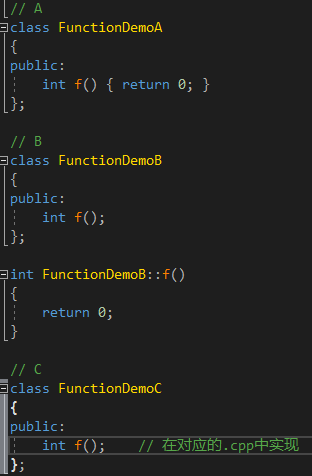 // A
class FunctionDemoA
{
public:
    int f() { return 0; }
};

// B
class FunctionDemoB
{
public:
    int f();
};

int FunctionDemoB::f()
{
    return 0;
}

// C
class FunctionDemoC
{
public:
    int f();    // 在对应的.cpp中实现
};